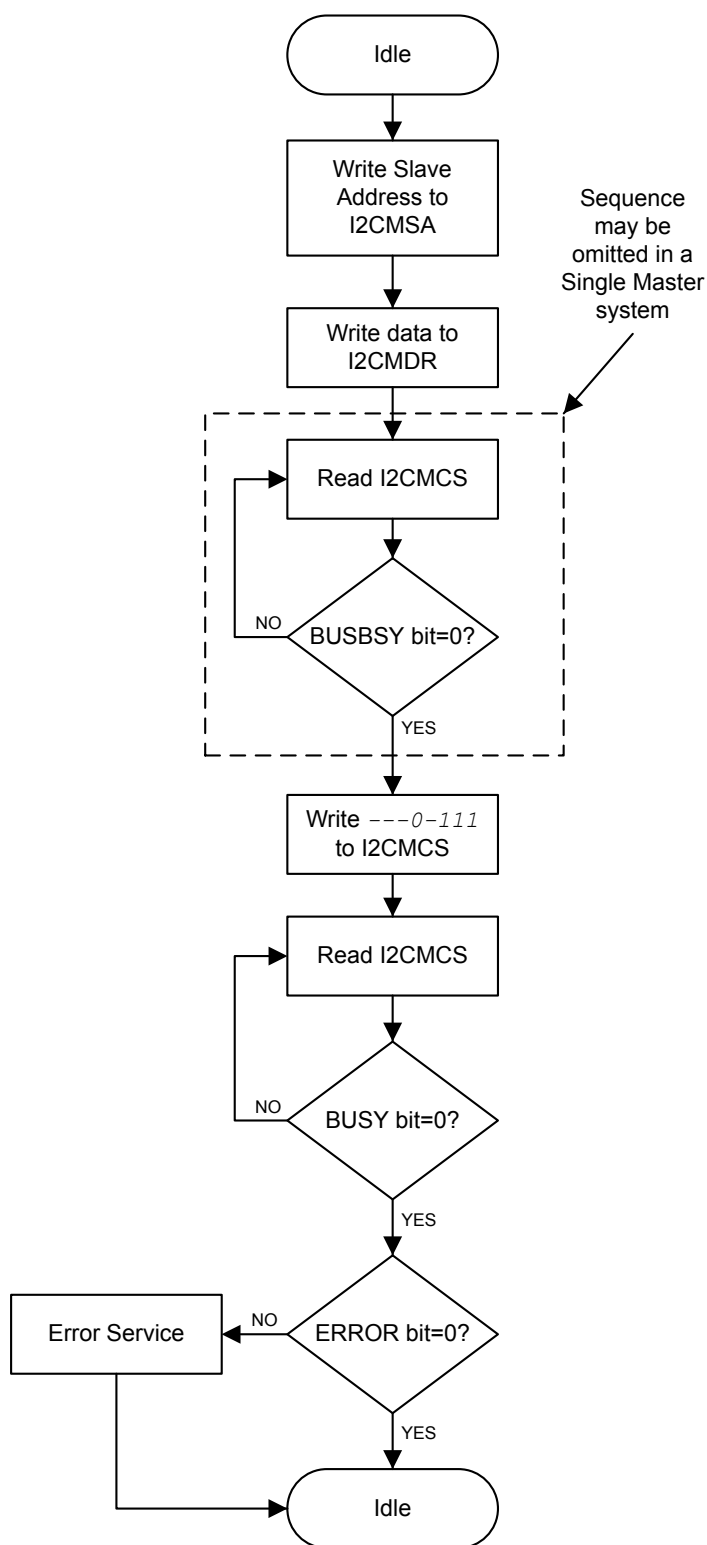 Idle
Write Slave
Address to
I2CMSA
Sequence
may be
omitted in a
Single Master
system
Write data to
I2CMDR
Read I2CMCS
NO
BUSBSY bit=0?
YES
Write ---0-111
to I2CMCS
Read I2CMCS
NO
BUSY bit=0?
YES
Error Service
NO
ERROR bit=0?
YES
Idle